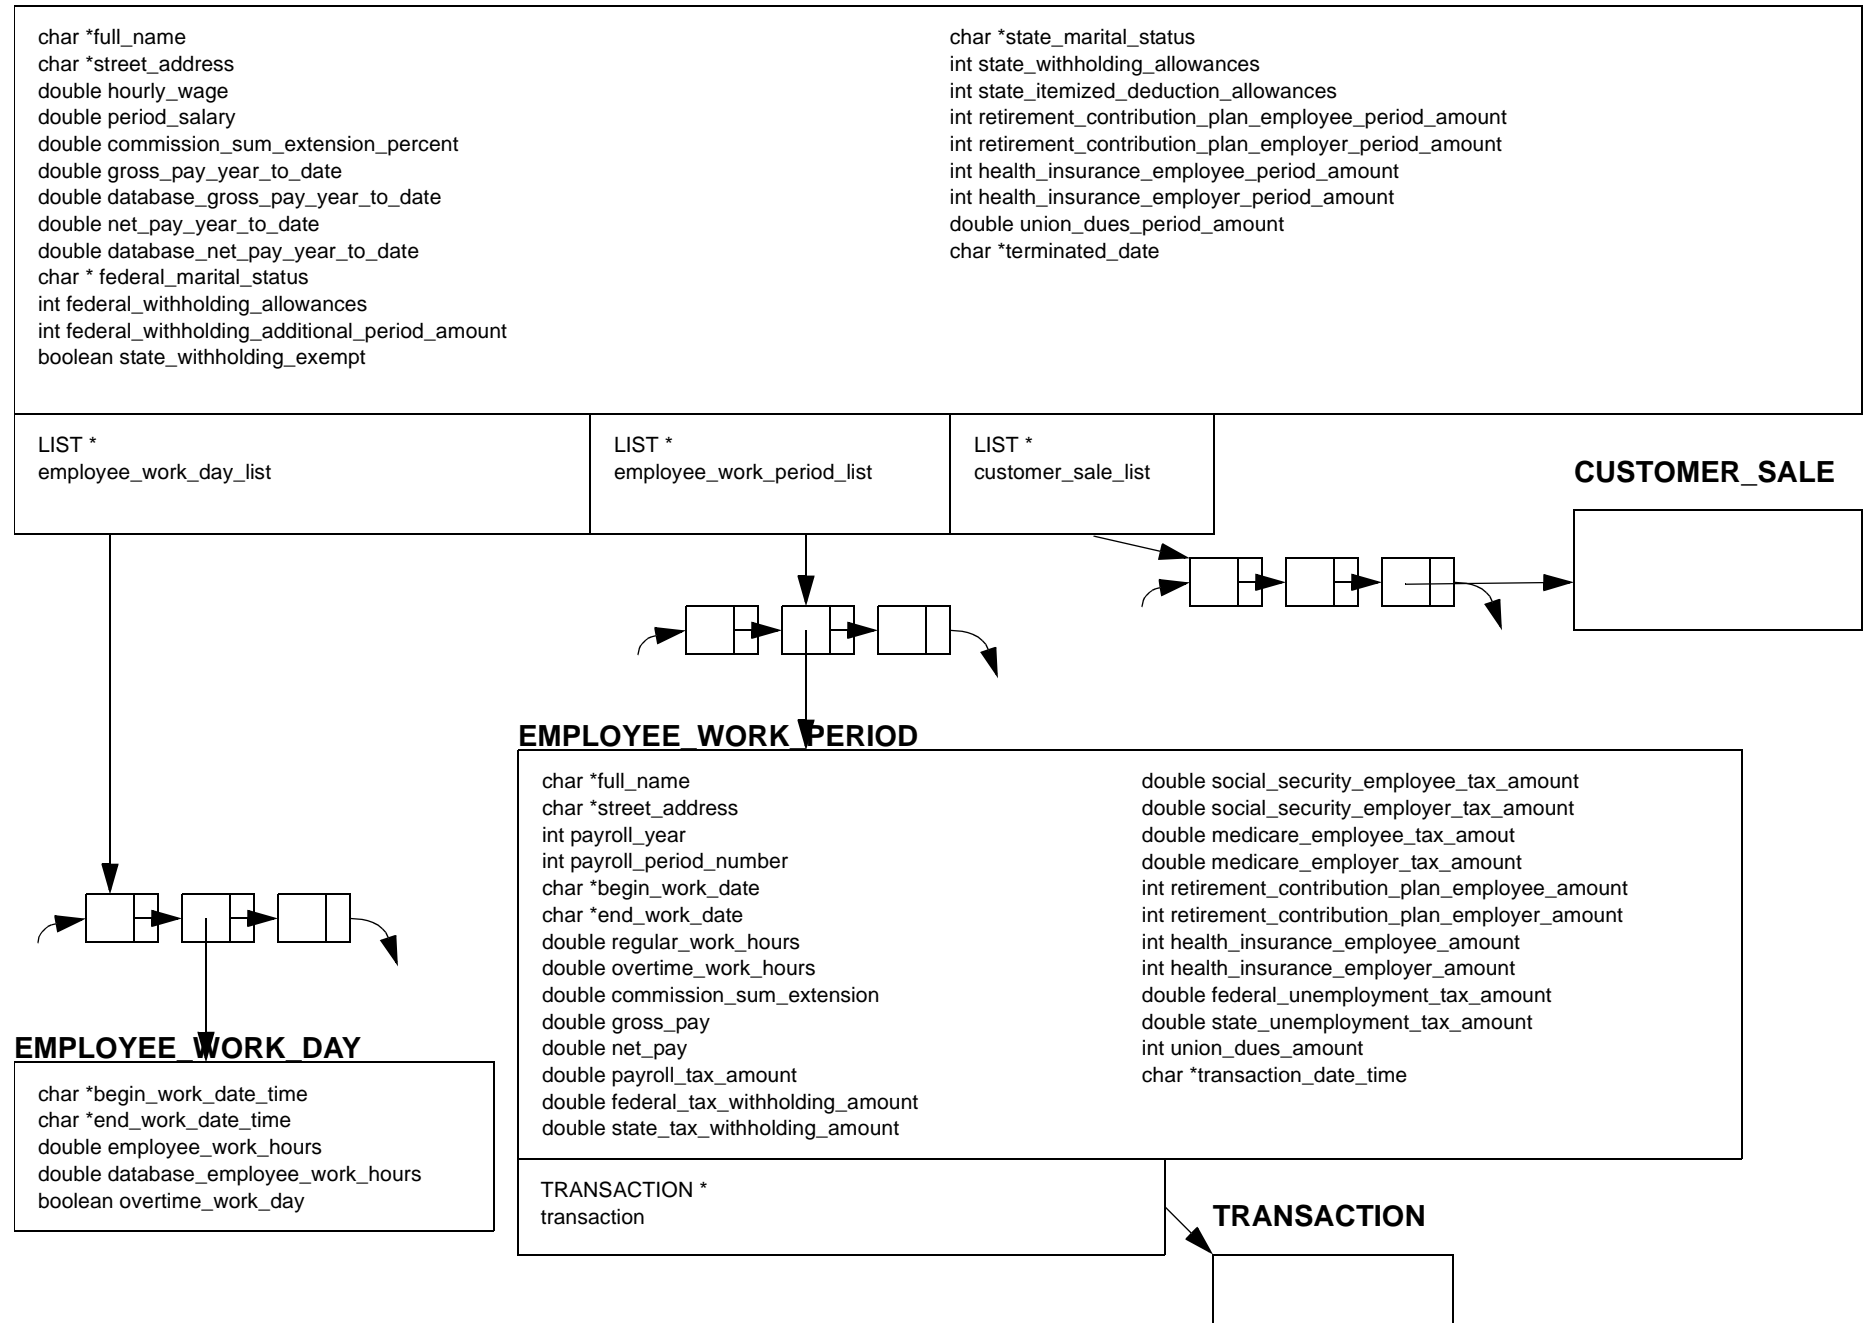 char *full_name
char *street_address
double hourly_wage
double period_salary
double commission_sum_extension_percent
double gross_pay_year_to_date
double database_gross_pay_year_to_date
double net_pay_year_to_date
double database_net_pay_year_to_date
char * federal_marital_status
int federal_withholding_allowances
int federal_withholding_additional_period_amount
boolean state_withholding_exempt
char *state_marital_status
int state_withholding_allowances
int state_itemized_deduction_allowances
int retirement_contribution_plan_employee_period_amount
int retirement_contribution_plan_employer_period_amount
int health_insurance_employee_period_amount
int health_insurance_employer_period_amount
double union_dues_period_amount
char *terminated_date
LIST *
employee_work_day_list
LIST *
employee_work_period_list
LIST *
customer_sale_list
CUSTOMER_SALE
EMPLOYEE_WORK_PERIOD
char *full_name
char *street_address
int payroll_year
int payroll_period_number
char *begin_work_date
char *end_work_date
double regular_work_hours
double overtime_work_hours
double commission_sum_extension
double gross_pay
double net_pay
double payroll_tax_amount
double federal_tax_withholding_amount
double state_tax_withholding_amount
double social_security_employee_tax_amount
double social_security_employer_tax_amount
double medicare_employee_tax_amout
double medicare_employer_tax_amount
int retirement_contribution_plan_employee_amount
int retirement_contribution_plan_employer_amount
int health_insurance_employee_amount
int health_insurance_employer_amount
double federal_unemployment_tax_amount
double state_unemployment_tax_amount
int union_dues_amount
char *transaction_date_time
EMPLOYEE_WORK_DAY
char *begin_work_date_time
char *end_work_date_time
double employee_work_hours
double database_employee_work_hours
boolean overtime_work_day
TRANSACTION *
transaction
TRANSACTION